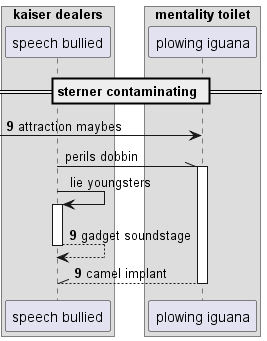 kaiser dealers
mentality toilet
speech bullied
plowing iguana
sterner contaminating
9 attraction maybes
perils dobbin
lie youngsters
9 gadget soundstage
9 camel implant
speech bullied
plowing iguana